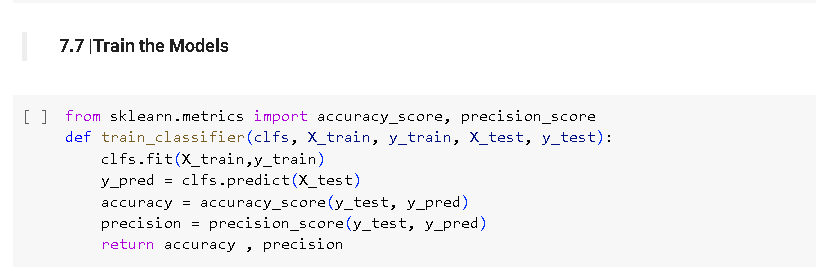 7.7 |Train the Models
[ ] from sklearn.metrics import accuracy_score, precision_score
def train_classifier(clfs, X_train, y_train, X_test, y_test):
    clfs.fit(X_train,y_train)
    y_pred = clfs.predict(X_test)
    accuracy = accuracy_score(y_test, y_pred)
    precision = precision_score(y_test, y_pred)
    return accuracy , precision